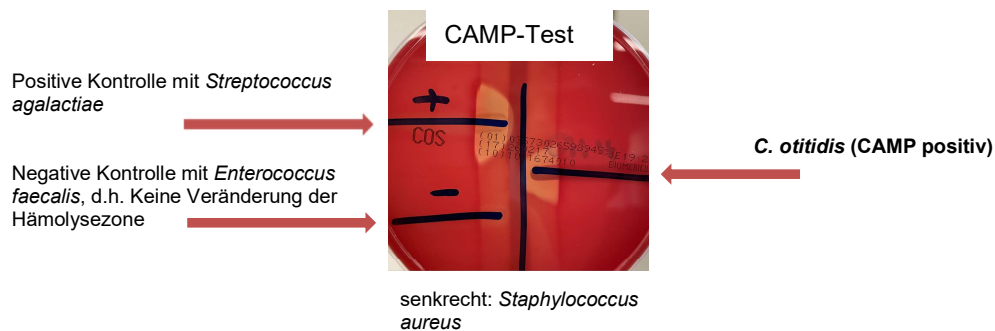 CAMP-Test
Positive Kontrolle mit Streptococcus
agalactiae
+
COS
Negative Kontrolle mit Enterococcus
faecalis, d.h. Keine Veränderung der
Hämolysezone
-
C. otitidis (CAMP positiv)
senkrecht: Staphylococcus
aureus